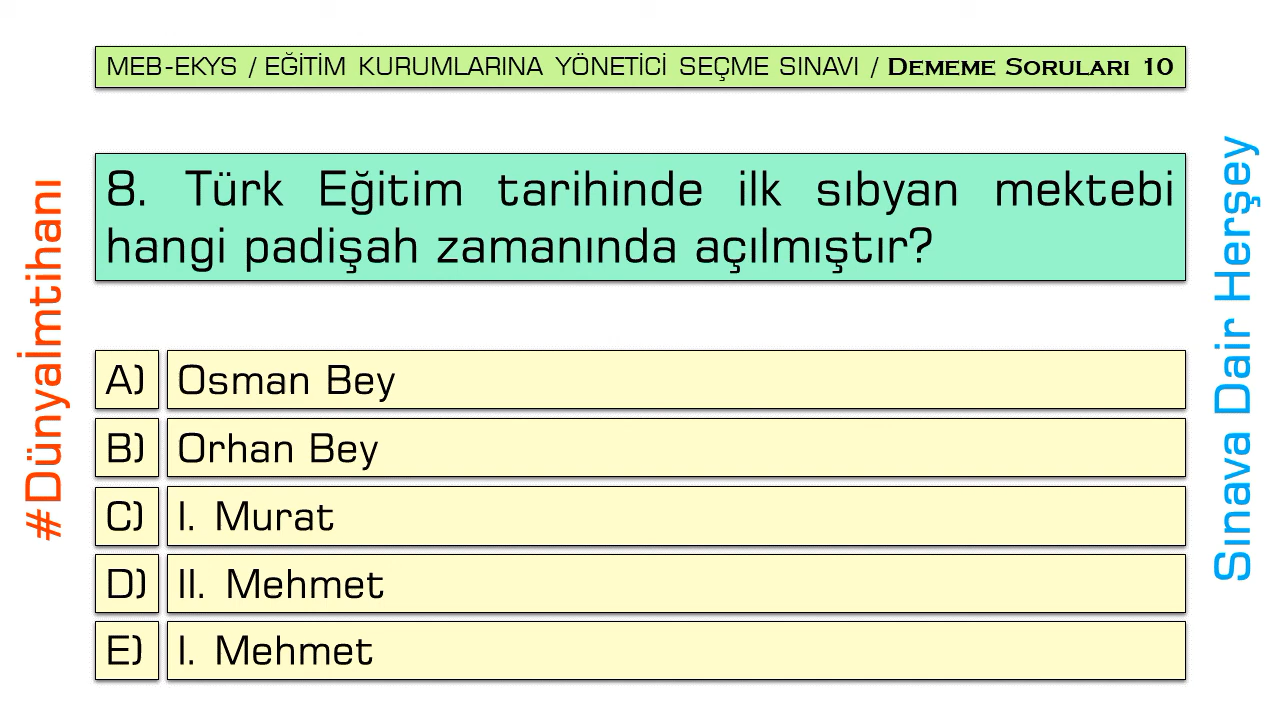 MEB-EKYS / EĞİTİM KURUMLARINA YÖNETİCİ SEÇME SINAVI / Dememe Soruları 10
#Dünyaİmtihanı
8. Türk Eğitim tarihinde ilk sıbyan mektebi
hangi padişah zamanında açılmıştır?
A) Osman Bey
B) Orhan Bey
C) I. Murat
D) II. Mehmet
E) I. Mehmet
Sınava Dair Herşey